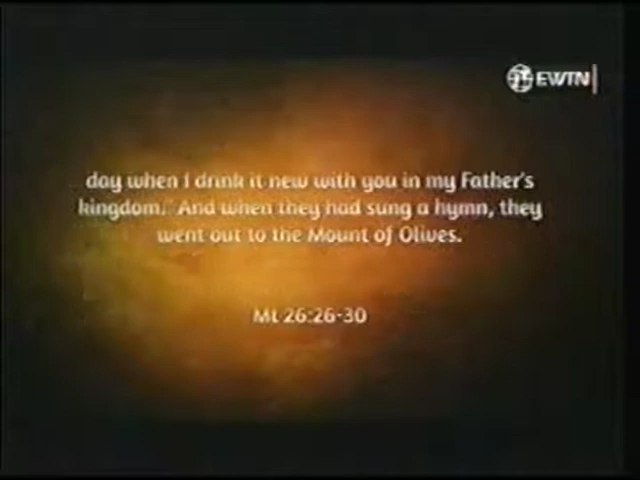 EWTN
day when I drink it new with you in my Father's
kingdom." And when they had sung a hymn, they
went out to the Mount of Olives.
Mt 26:26-30